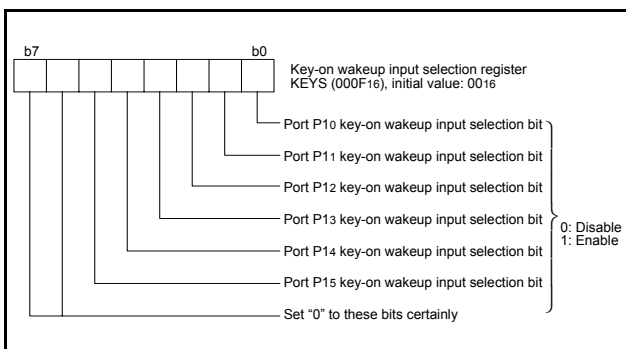 b7 b0
Key-on wakeup input selection register
KEYS (000F16), initial value: 0016
Port P10 key-on wakeup input selection bit
Port P11 key-on wakeup input selection bit
Port P12 key-on wakeup input selection bit
Port P13 key-on wakeup input selection bit
Port P14 key-on wakeup input selection bit
Port P15 key-on wakeup input selection bit
Set “0” to these bits certainly
0: Disable
1: Enable